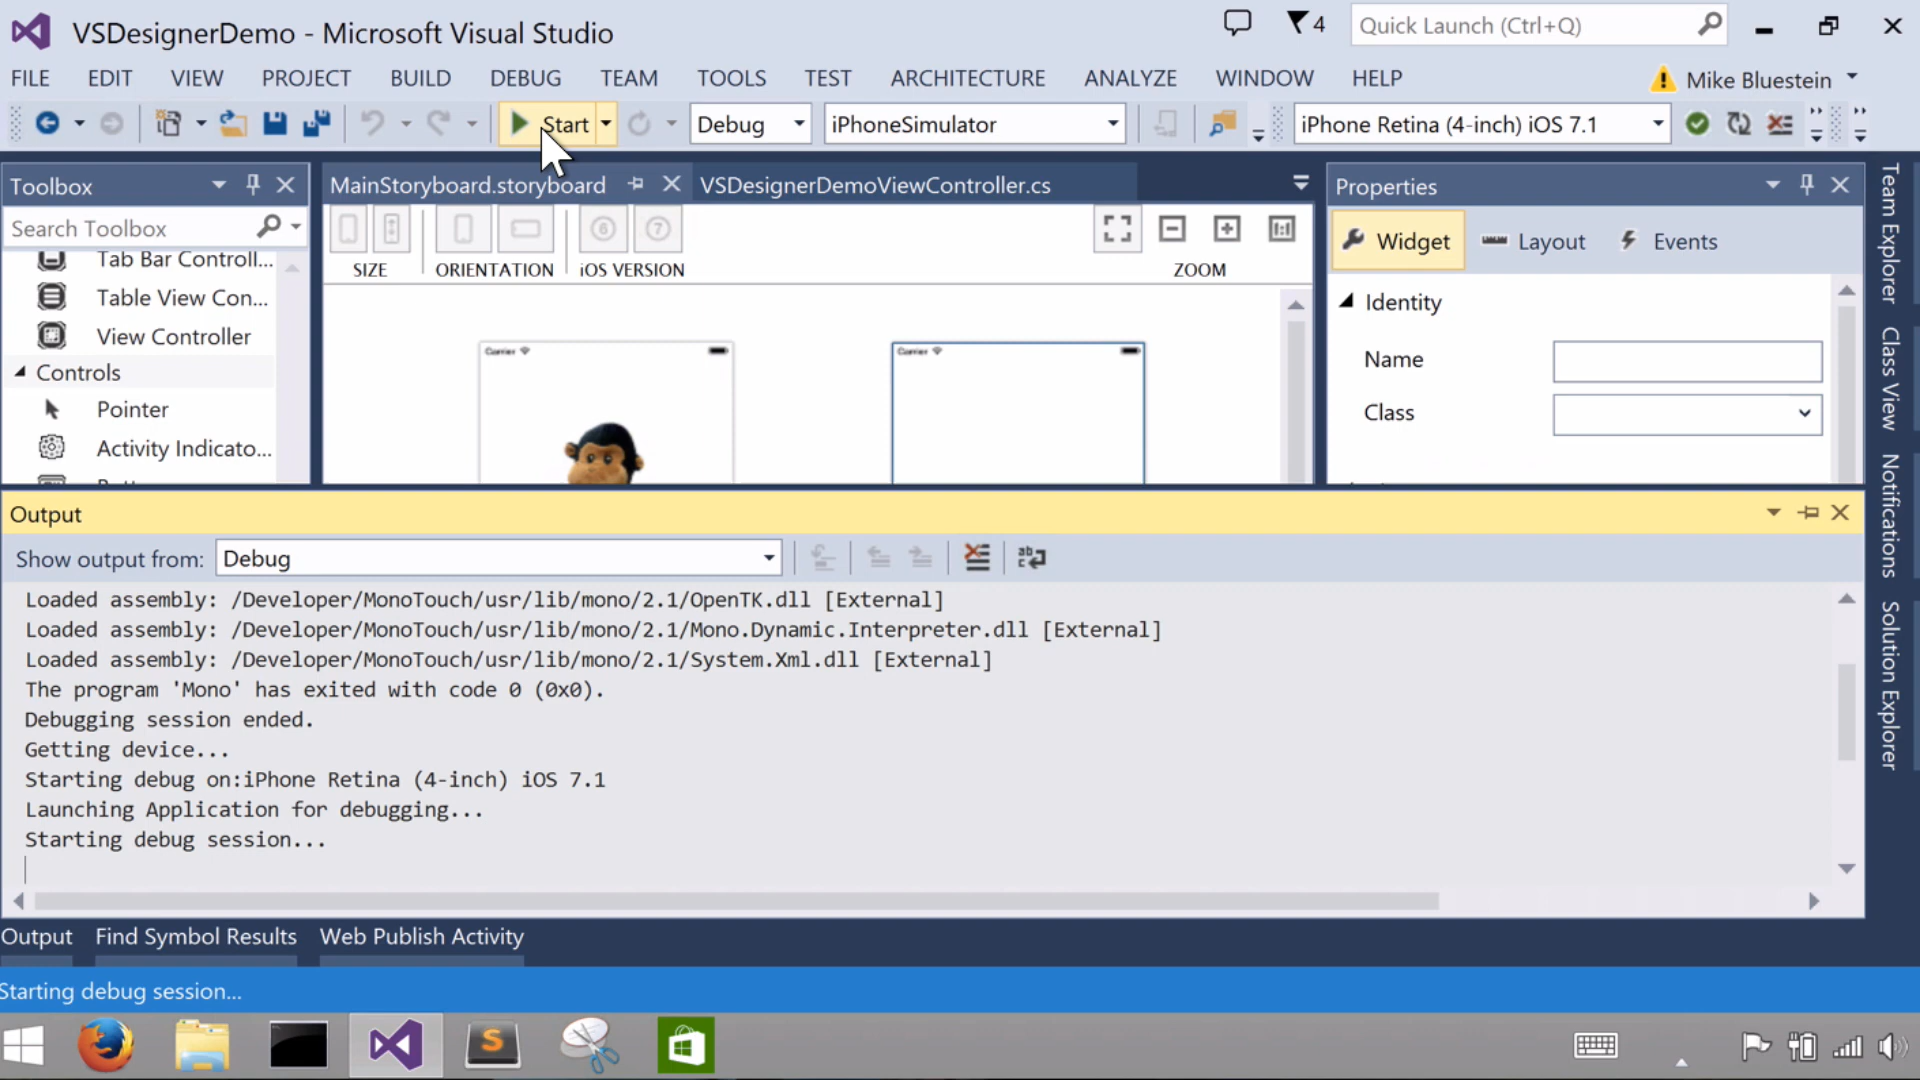 VSDesignerDemo - Microsoft Visual Studio
4
Quick Launch (Ctrl+Q)
FILE EDIT VIEW PROJECT BUILD DEBUG TEAM TOOLS TEST ARCHITECTURE ANALYZE WINDOW HELP
Mike Bluestein
Start
Debug
iPhoneSimulator
iPhone Retina (4-inch) iOS 7.1
Toolbox
Search Toolbox
Tab Bar Controll...
Table View Con...
View Controller
Controls
Pointer
Activity Indicato...
MainStoryboard.storyboard
VSDesignerDemoViewController.cs
6
7
SIZE
ORIENTATION
iOS VERSION
ZOOM
Carrier
Carrier
Properties
Widget
Layout
Events
Identity
Name
Class
Team Explorer
Class View
Notifications
Solution Explorer
Output
Show output from:
Debug
Loaded assembly: /Developer/MonoTouch/usr/lib/mono/2.1/OpenTK.dll [External]
Loaded assembly: /Developer/MonoTouch/usr/lib/mono/2.1/Mono.Dynamic.Interpreter.dll [External]
Loaded assembly: /Developer/MonoTouch/usr/lib/mono/2.1/System.Xml.dll [External]
The program 'Mono' has exited with code 0 (0x0).
Debugging session ended.
Getting device...
Starting debug on:iPhone Retina (4-inch) iOS 7.1
Launching Application for debugging...
Starting debug session...
Output
Find Symbol Results
Web Publish Activity
Starting debug session...